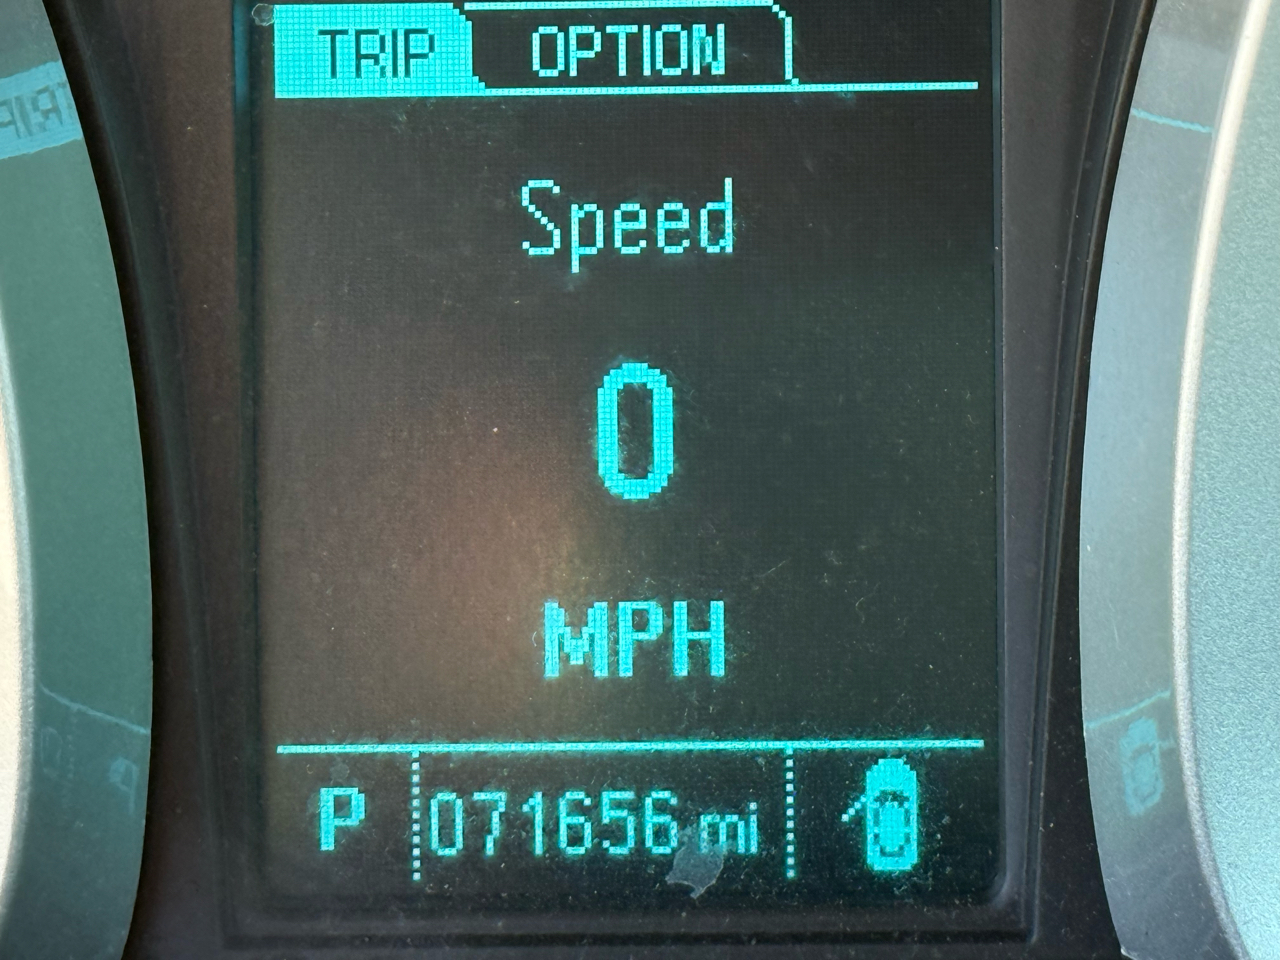 TRIP OPTION
Speed
0
MPH
P 071656 mi